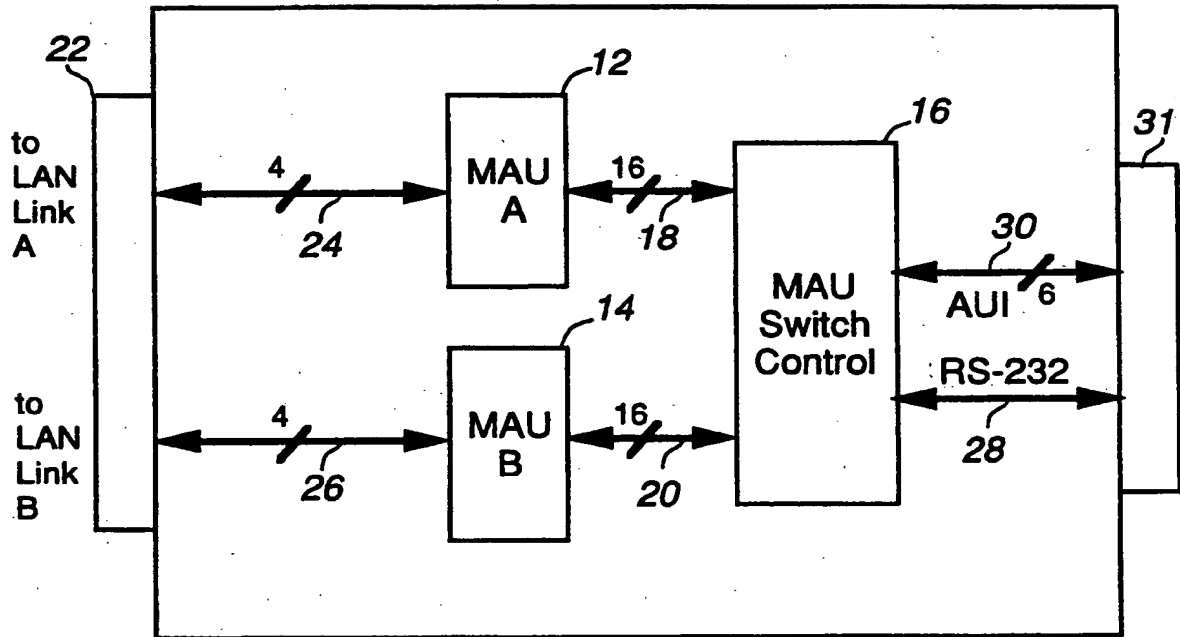 22
12
16
31
to
LAN
Link
A
4
24
MAU
A
16
18
30
AUI
6
MAU
Switch
Control
14
RS-232
28
to
LAN
Link
B
4
26
MAU
B
16
20